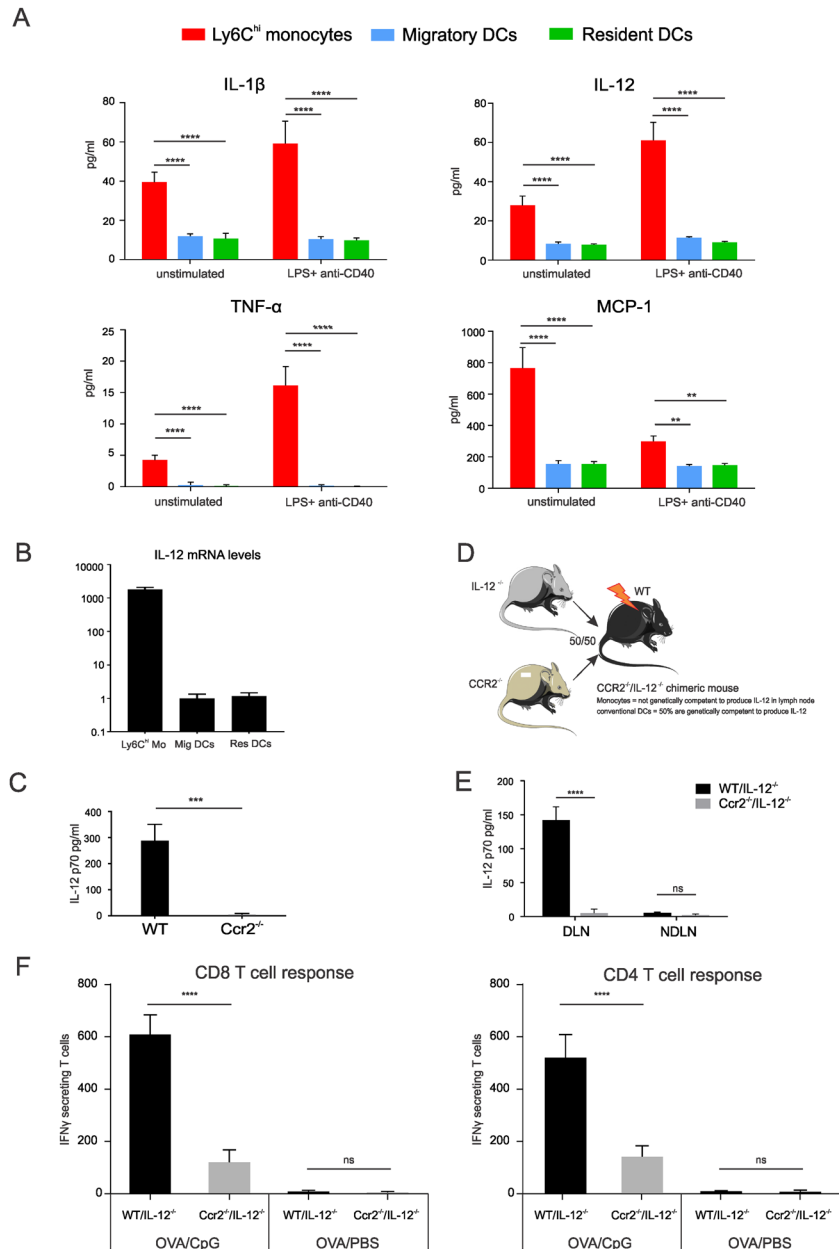 A
Ly6Chi monocytes Migratory DCs Resident DCs
IL-1β
pg/ml
80
60
40
20
0
****
****
****
****
unstimulated LPS+ anti-CD40
IL-12
pg/ml
80
60
40
20
0
****
****
****
****
unstimulated LPS+ anti-CD40
TNF-α
pg/ml
25
20
15
10
5
0
****
****
****
****
unstimulated LPS+ anti-CD40
MCP-1
pg/ml
1000
800
600
400
200
0
****
****
**
**
unstimulated LPS+ anti-CD40
B
IL-12 mRNA levels
10000
1000
100
10
1
0.1
Ly6Chi Mo Mig DCs Res DCs
D
IL-12 -/-
WT
50/50
CCR2-/-
CCR2-/-/IL-12 -/- chimeric mouse
Monocytes = not genetically competent to produce IL-12 in lymph node
conventional DCs = 50% are genetically competent to produce IL-12
C
IL-12 p70 pg/ml
400
300
200
100
0
***
WT Ccr2-/-
E
WT/IL-12-/-
Ccr2-/-/IL-12-/-
IL-12 p70 pg/ml
200
150
100
50
0
****
ns
DLN NDLN
F
CD8 T cell response
IFNγ secreting T cells
800
600
400
200
0
****
ns
WT/IL-12-/- Ccr2-/-/IL-12-/- WT/IL-12-/- Ccr2-/-/IL-12-/-
OVA/CpG OVA/PBS
CD4 T cell response
IFNγ secreting T cells
800
600
400
200
0
****
ns
WT/IL-12-/- Ccr2-/-/IL-12-/- WT/IL-12-/- Ccr2-/-/IL-12-/-
OVA/CpG OVA/PBS